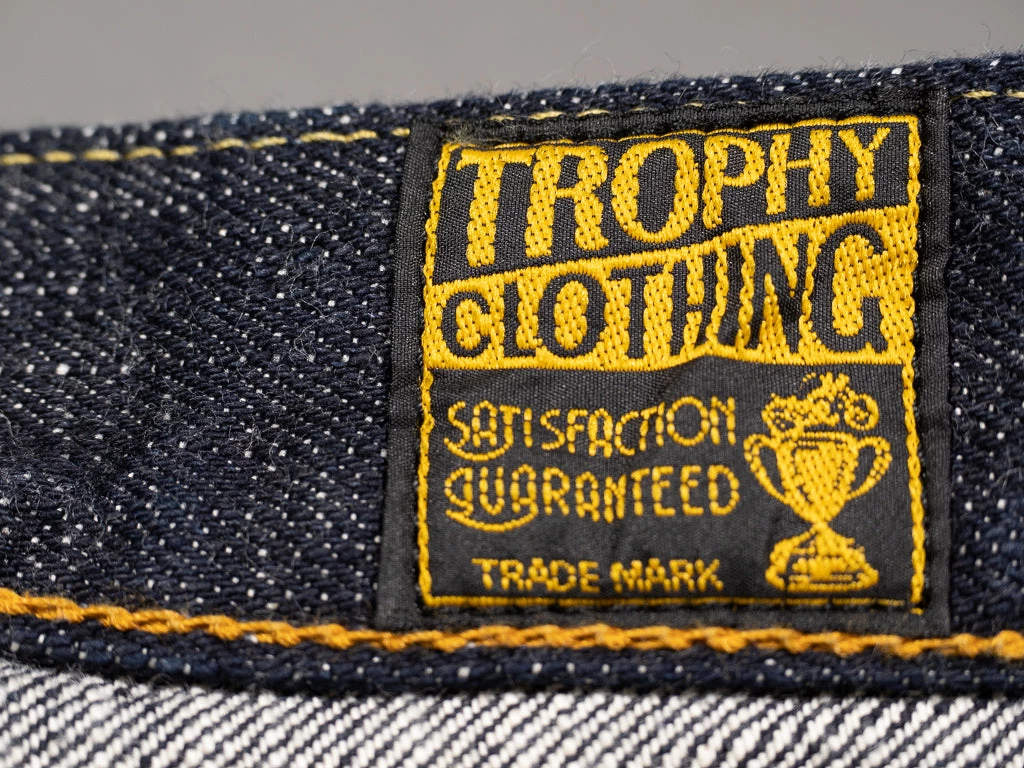 TROPHY
CLOTHING
SATISFACTION
GUARANTEED
TRADE MARK